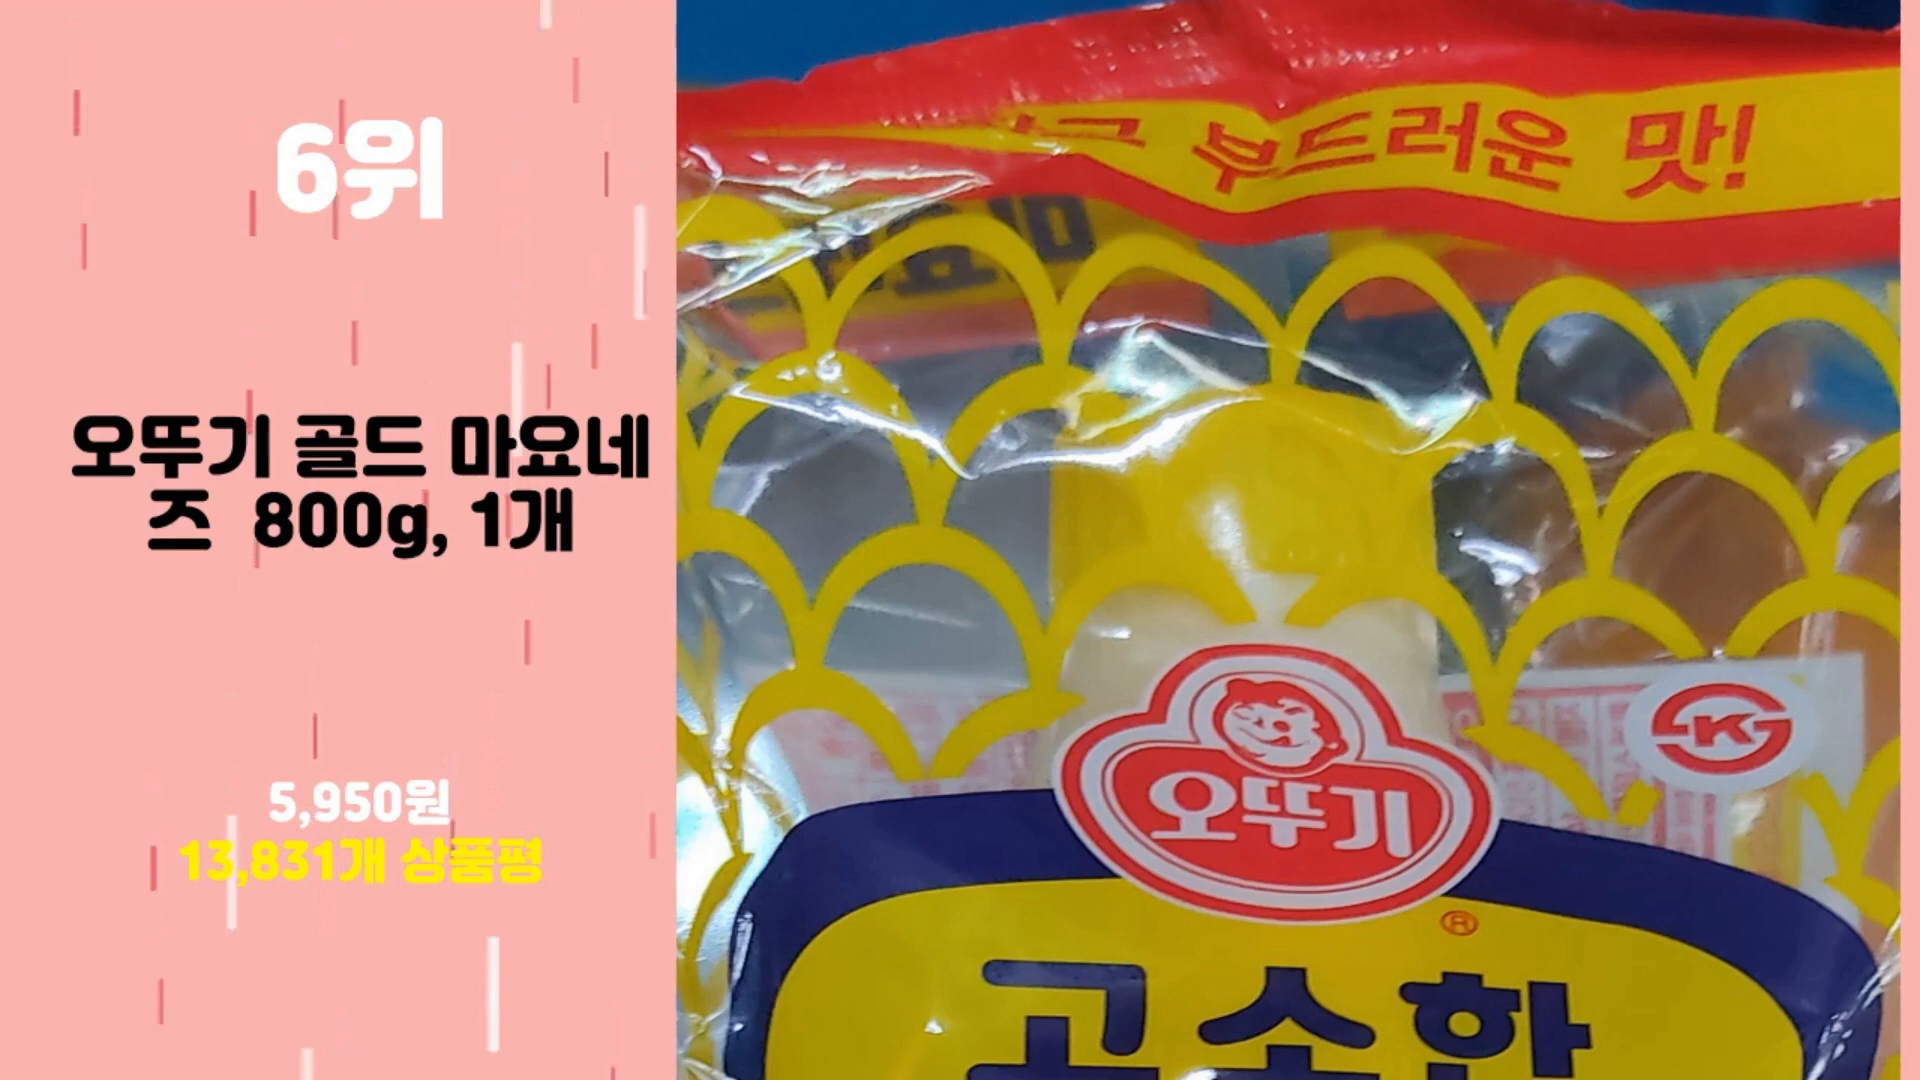 6위
오뚜기 골드 마요네
즈 800g, 1개
5,950원
13,831개 상품평
부드러운 맛!
오뚜기
®
고소한